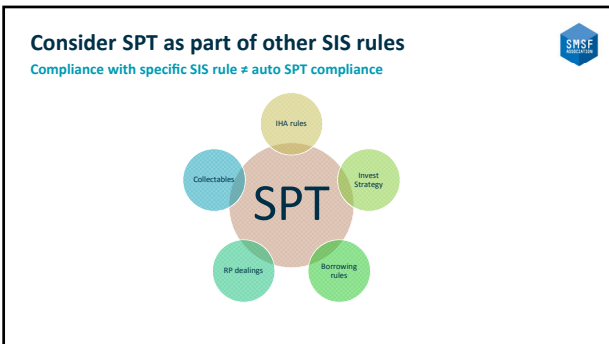 Consider SPT as part of other SIS rules
Compliance with specific SIS rule ≠ auto SPT compliance
SMSF
ASSOCIATION
IHA rules
Collectables
Invest
Strategy
SPT
RP dealings
Borrowing
rules